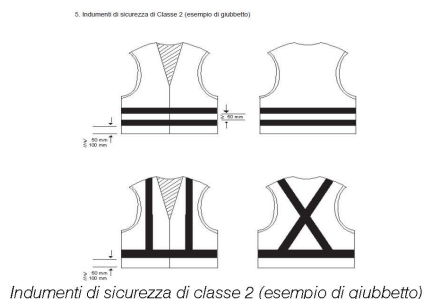 5. Indumenti di sicurezza di Classe 2 (esempio di giubbetto)
≥ 50 mm
≥ 50 mm
100 mm
≥ 50 mm
100 mm
Indumenti di sicurezza di classe 2 (esempio di giubbetto)